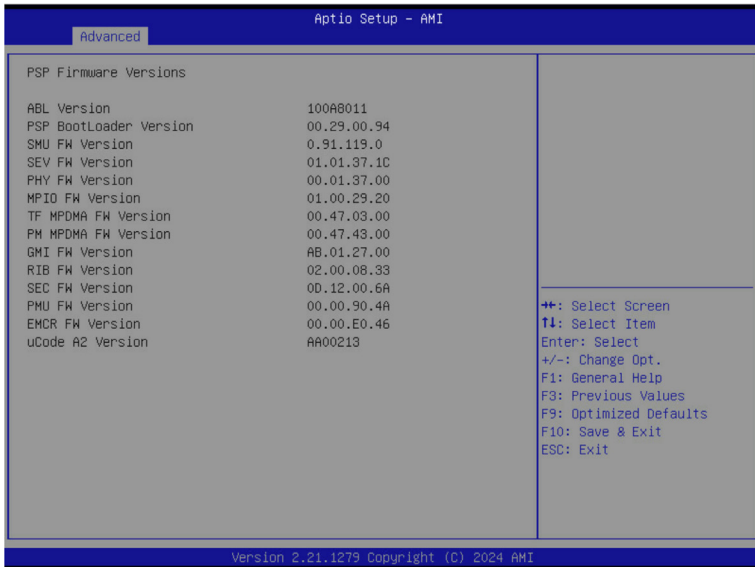 Aptio Setup - AMI
Advanced
PSP Firmware Versions
ABL Version 100A8011
PSP BootLoader Version 00.29.00.94
SMU FW Version 0.91.119.0
SEV FW Version 01.01.37.1C
PHY FW Version 00.01.37.00
MPIO FW Version 01.00.29.20
TF MPDMA FW Version 00.47.03.00
PM MPDMA FW Version 00.47.43.00
GMI FW Version AB.01.27.00
RIB FW Version 02.00.08.33
SEC FW Version 0D.12.00.6A
PMU FW Version 00.00.90.4A
EMCR FW Version 00.00.E0.46
uCode A2 Version AA00213
→←: Select Screen
↑↓: Select Item
Enter: Select
+/-: Change Opt.
F1: General Help
F3: Previous Values
F9: Optimized Defaults
F10: Save & Exit
ESC: Exit
Version 2.21.1279 Copyright (C) 2024 AMI